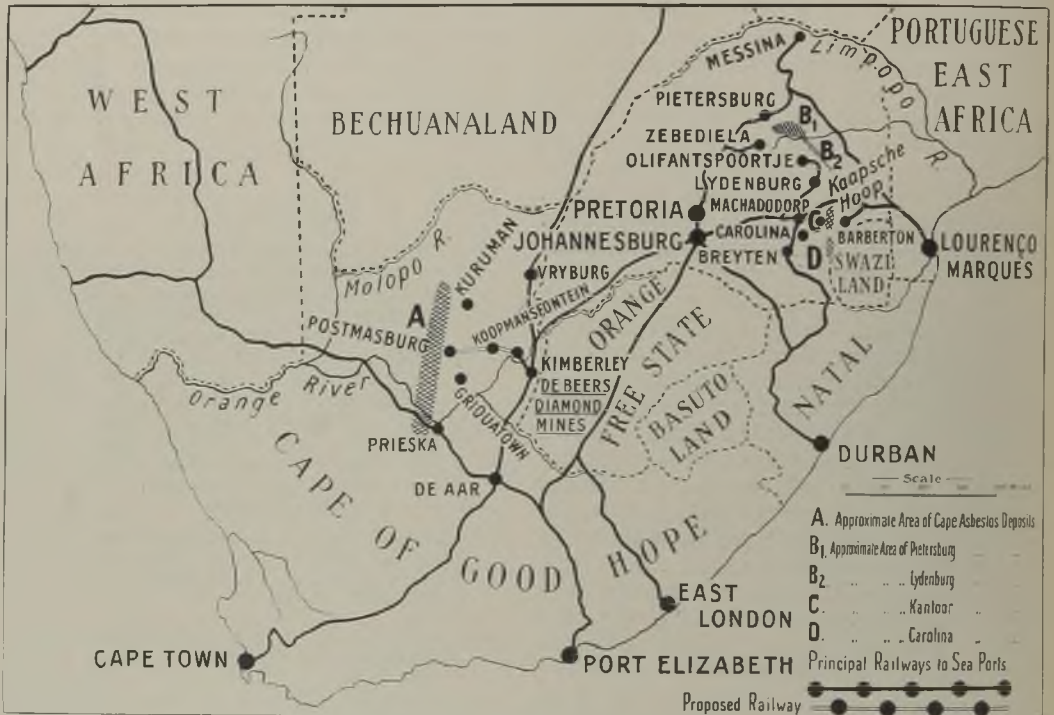 WEST
AFRICA
BECHUANALAND
PORTUGUESE
EAST
AFRICA
MESSINA
Limpopo
R.
PIETERSBURG
B1
ZEBEDIELA
OLIFANTSPOORTJE
B2
LYDENBURG
Kaapsche
Hoop
MACHADODORP
C
PRETORIA
CAROLINA
BARBERTON
JOHANNESBURG
BREYTEN
D
SWAZI
LAND
LOURENÇO
MARQUES
Molopo R.
KURUMAN
VRYBURG
A
POSTMASBURG
KOOPMANSFONTEIN
KIMBERLEY
DE BEERS
DIAMOND
MINES
ORANGE
FREE STATE
BASUTO
LAND
NATAL
Orange River
GRIQUATOWN
PRIESKA
DE AAR
DURBAN
CAPE OF GOOD HOPE
EAST
LONDON
PORT ELIZABETH
CAPE TOWN
Scale
A. Approximate Area of Cape Asbestos Deposits
B1. Approximate Area of Pietersburg " "
B2 " " " Lydenburg " "
C. " " " Kantoor " "
D. " " " Carolina " "
Principal Railways to Sea Ports
Proposed Railway